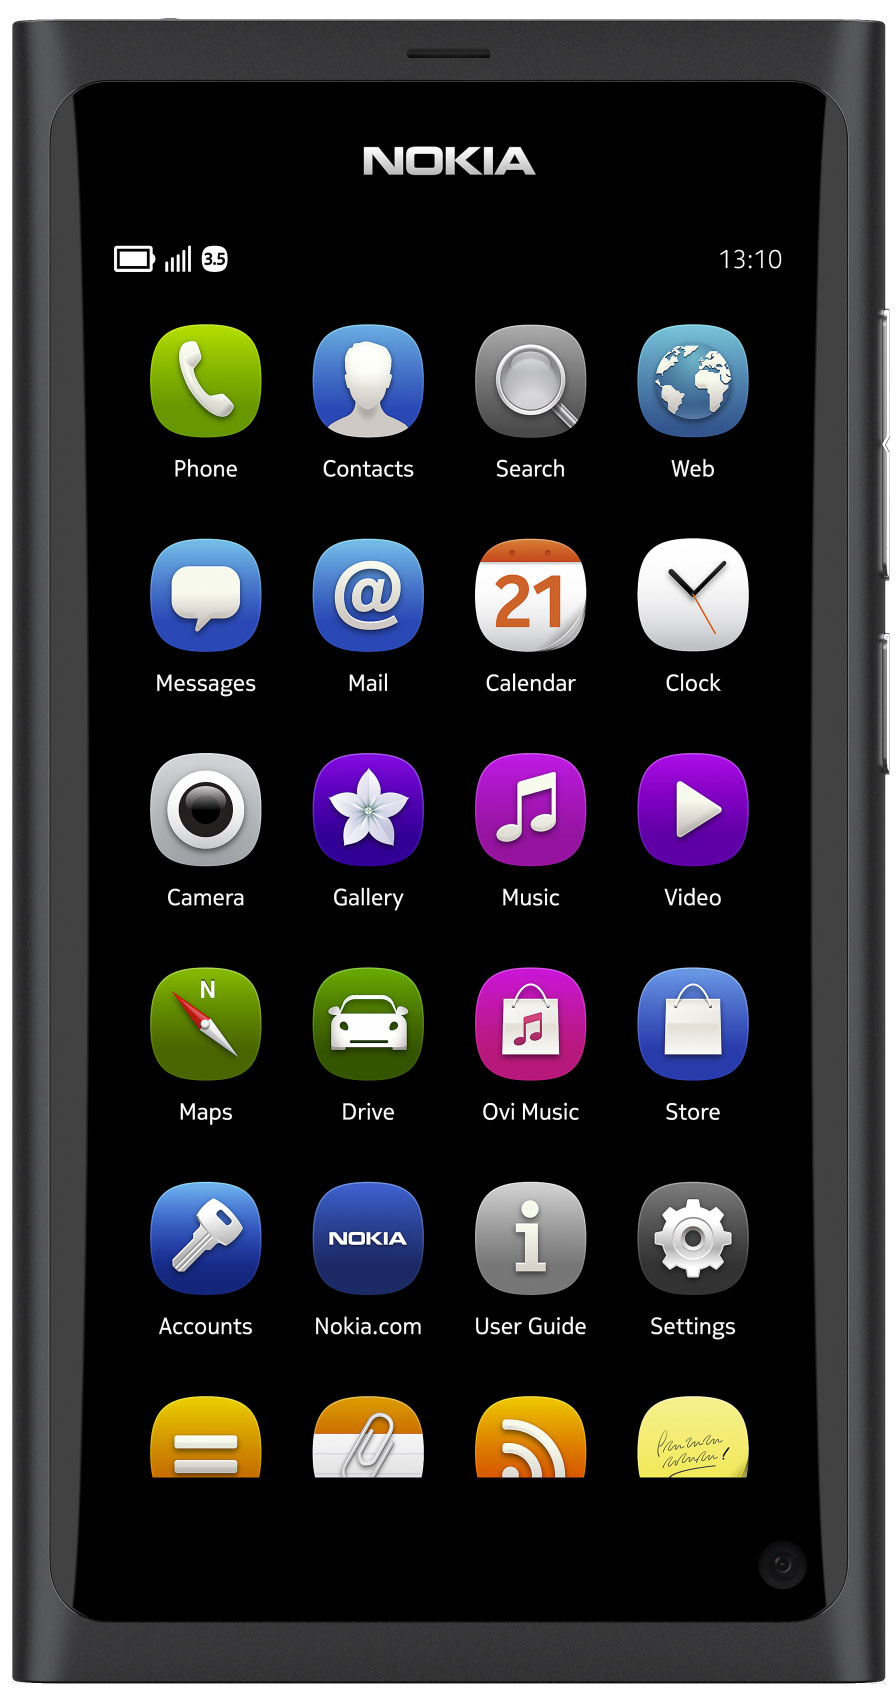 NOKIA
3.5 13:10
Phone Contacts Search Web
21
Messages Mail Calendar Clock
Camera Gallery Music Video
N
Maps Drive Ovi Music Store
NOKIA
Accounts Nokia.com User Guide Settings